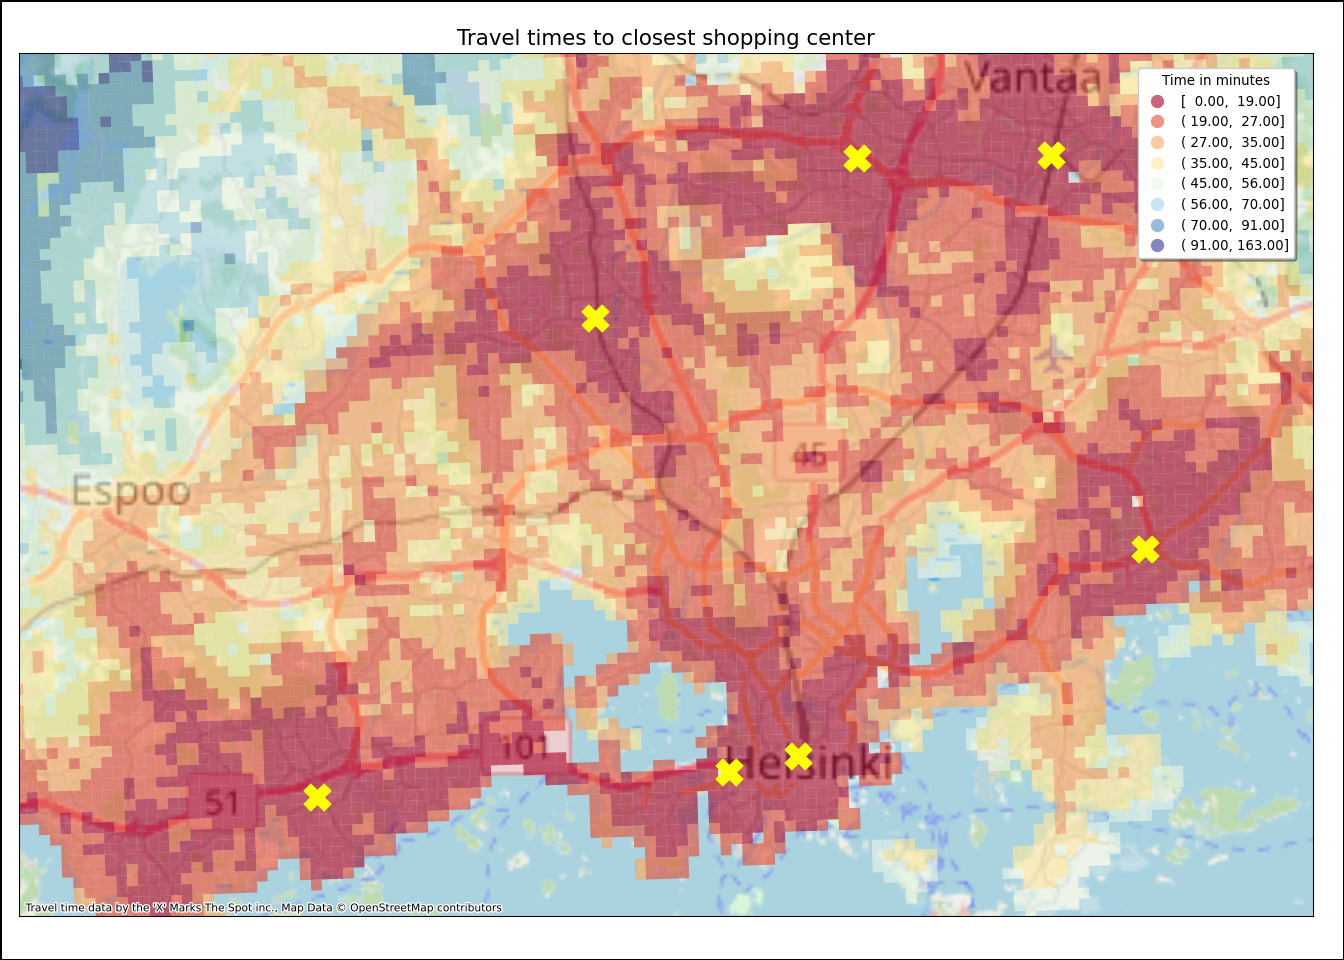 Travel times to closest shopping center
Vantaa
Time in minutes
[ 0.00, 19.00]
( 19.00, 27.00]
( 27.00, 35.00]
( 35.00, 45.00]
( 45.00, 56.00]
( 56.00, 70.00]
( 70.00, 91.00]
( 91.00, 163.00]
45
Espoo
101
Helsinki
51
Travel time data by the 'X' Marks The Spot inc., Map Data © OpenStreetMap contributors